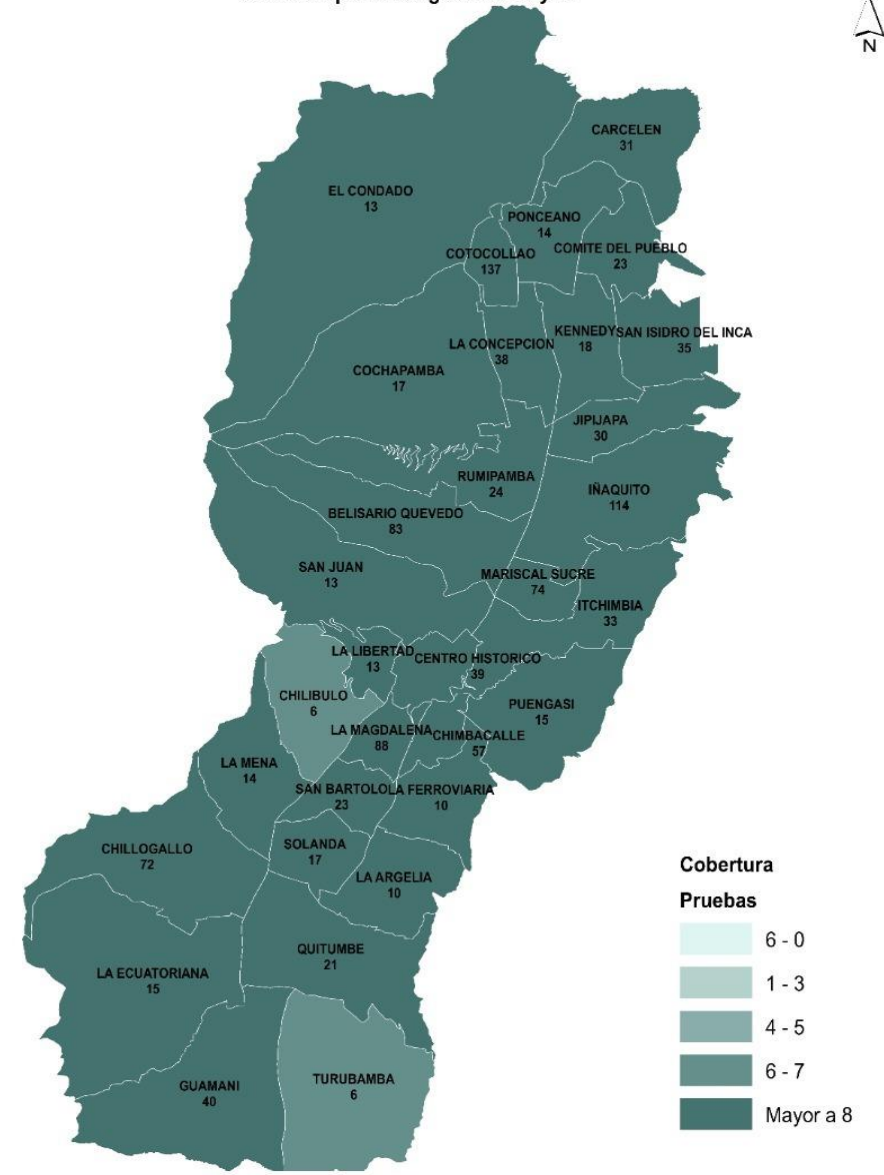 N
CARCELEN
31
EL CONDADO
13
PONCEANO
14
COTOCOLLAO
137
COMITE DEL PUEBLO
23
LA CONCEPCION
38
KENNEDY
18
SAN ISIDRO DEL INCA
35
COCHAPAMBA
17
JIPIJAPA
30
RUMIPAMBA
24
IÑAQUITO
114
BELISARIO QUEVEDO
83
SAN JUAN
13
MARISCAL SUCRE
74
ITCHIMBIA
33
LA LIBERTAD
13
CENTRO HISTORICO
39
CHILIBULO
6
PUENGASI
15
LA MAGDALENA
88
CHIMBACALLE
57
LA MENA
14
SAN BARTOLO
23
LA FERROVIARIA
10
CHILLOGALLO
72
SOLANDA
17
LA ARGELIA
10
QUITUMBE
21
LA ECUATORIANA
15
GUAMANI
40
TURUBAMBA
6
Cobertura
Pruebas
6 - 0
1 - 3
4 - 5
6 - 7
Mayor a 8